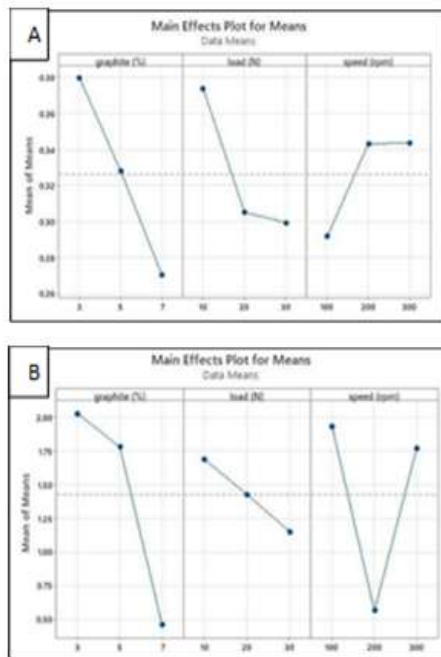 A
Main Effects Plot for Means
Data Means
graphite (%) load (N) speed (rpm)
Mean of Means
0.38
0.36
0.34
0.32
0.30
0.28
0.26
3 5 7 10 20 30 100 200 300
B
Main Effects Plot for Means
Data Means
graphite (%) load (N) speed (rpm)
Mean of Means
2.00
1.75
1.50
1.25
1.00
0.75
0.50
3 5 7 10 20 30 100 200 300